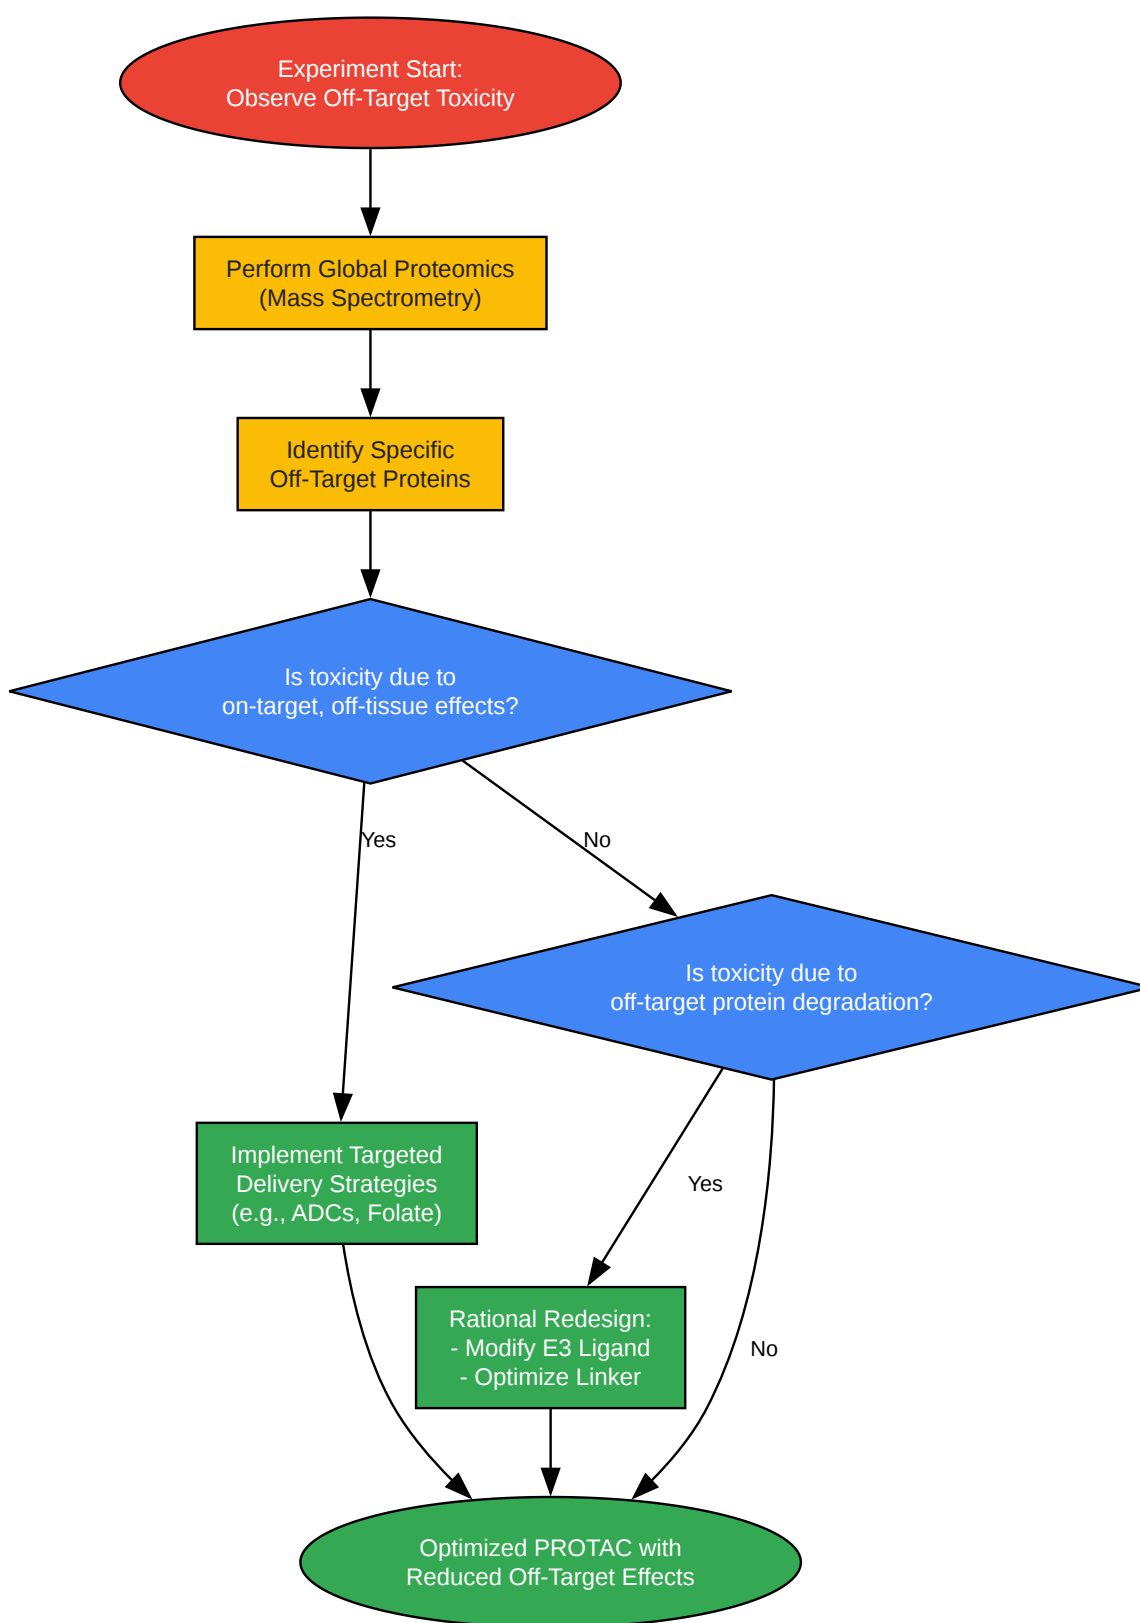 Experiment Start:
Observe Off-Target Toxicity
Perform Global Proteomics
(Mass Spectrometry)
Identify Specific
Off-Target Proteins
Is toxicity due to
on-target, off-tissue effects?
Yes
No
Is toxicity due to
off-target protein degradation?
Implement Targeted
Delivery Strategies
(e.g., ADCs, Folate)
Yes
Rational Redesign:
- Modify E3 Ligand
- Optimize Linker
No
Optimized PROTAC with
Reduced Off-Target Effects